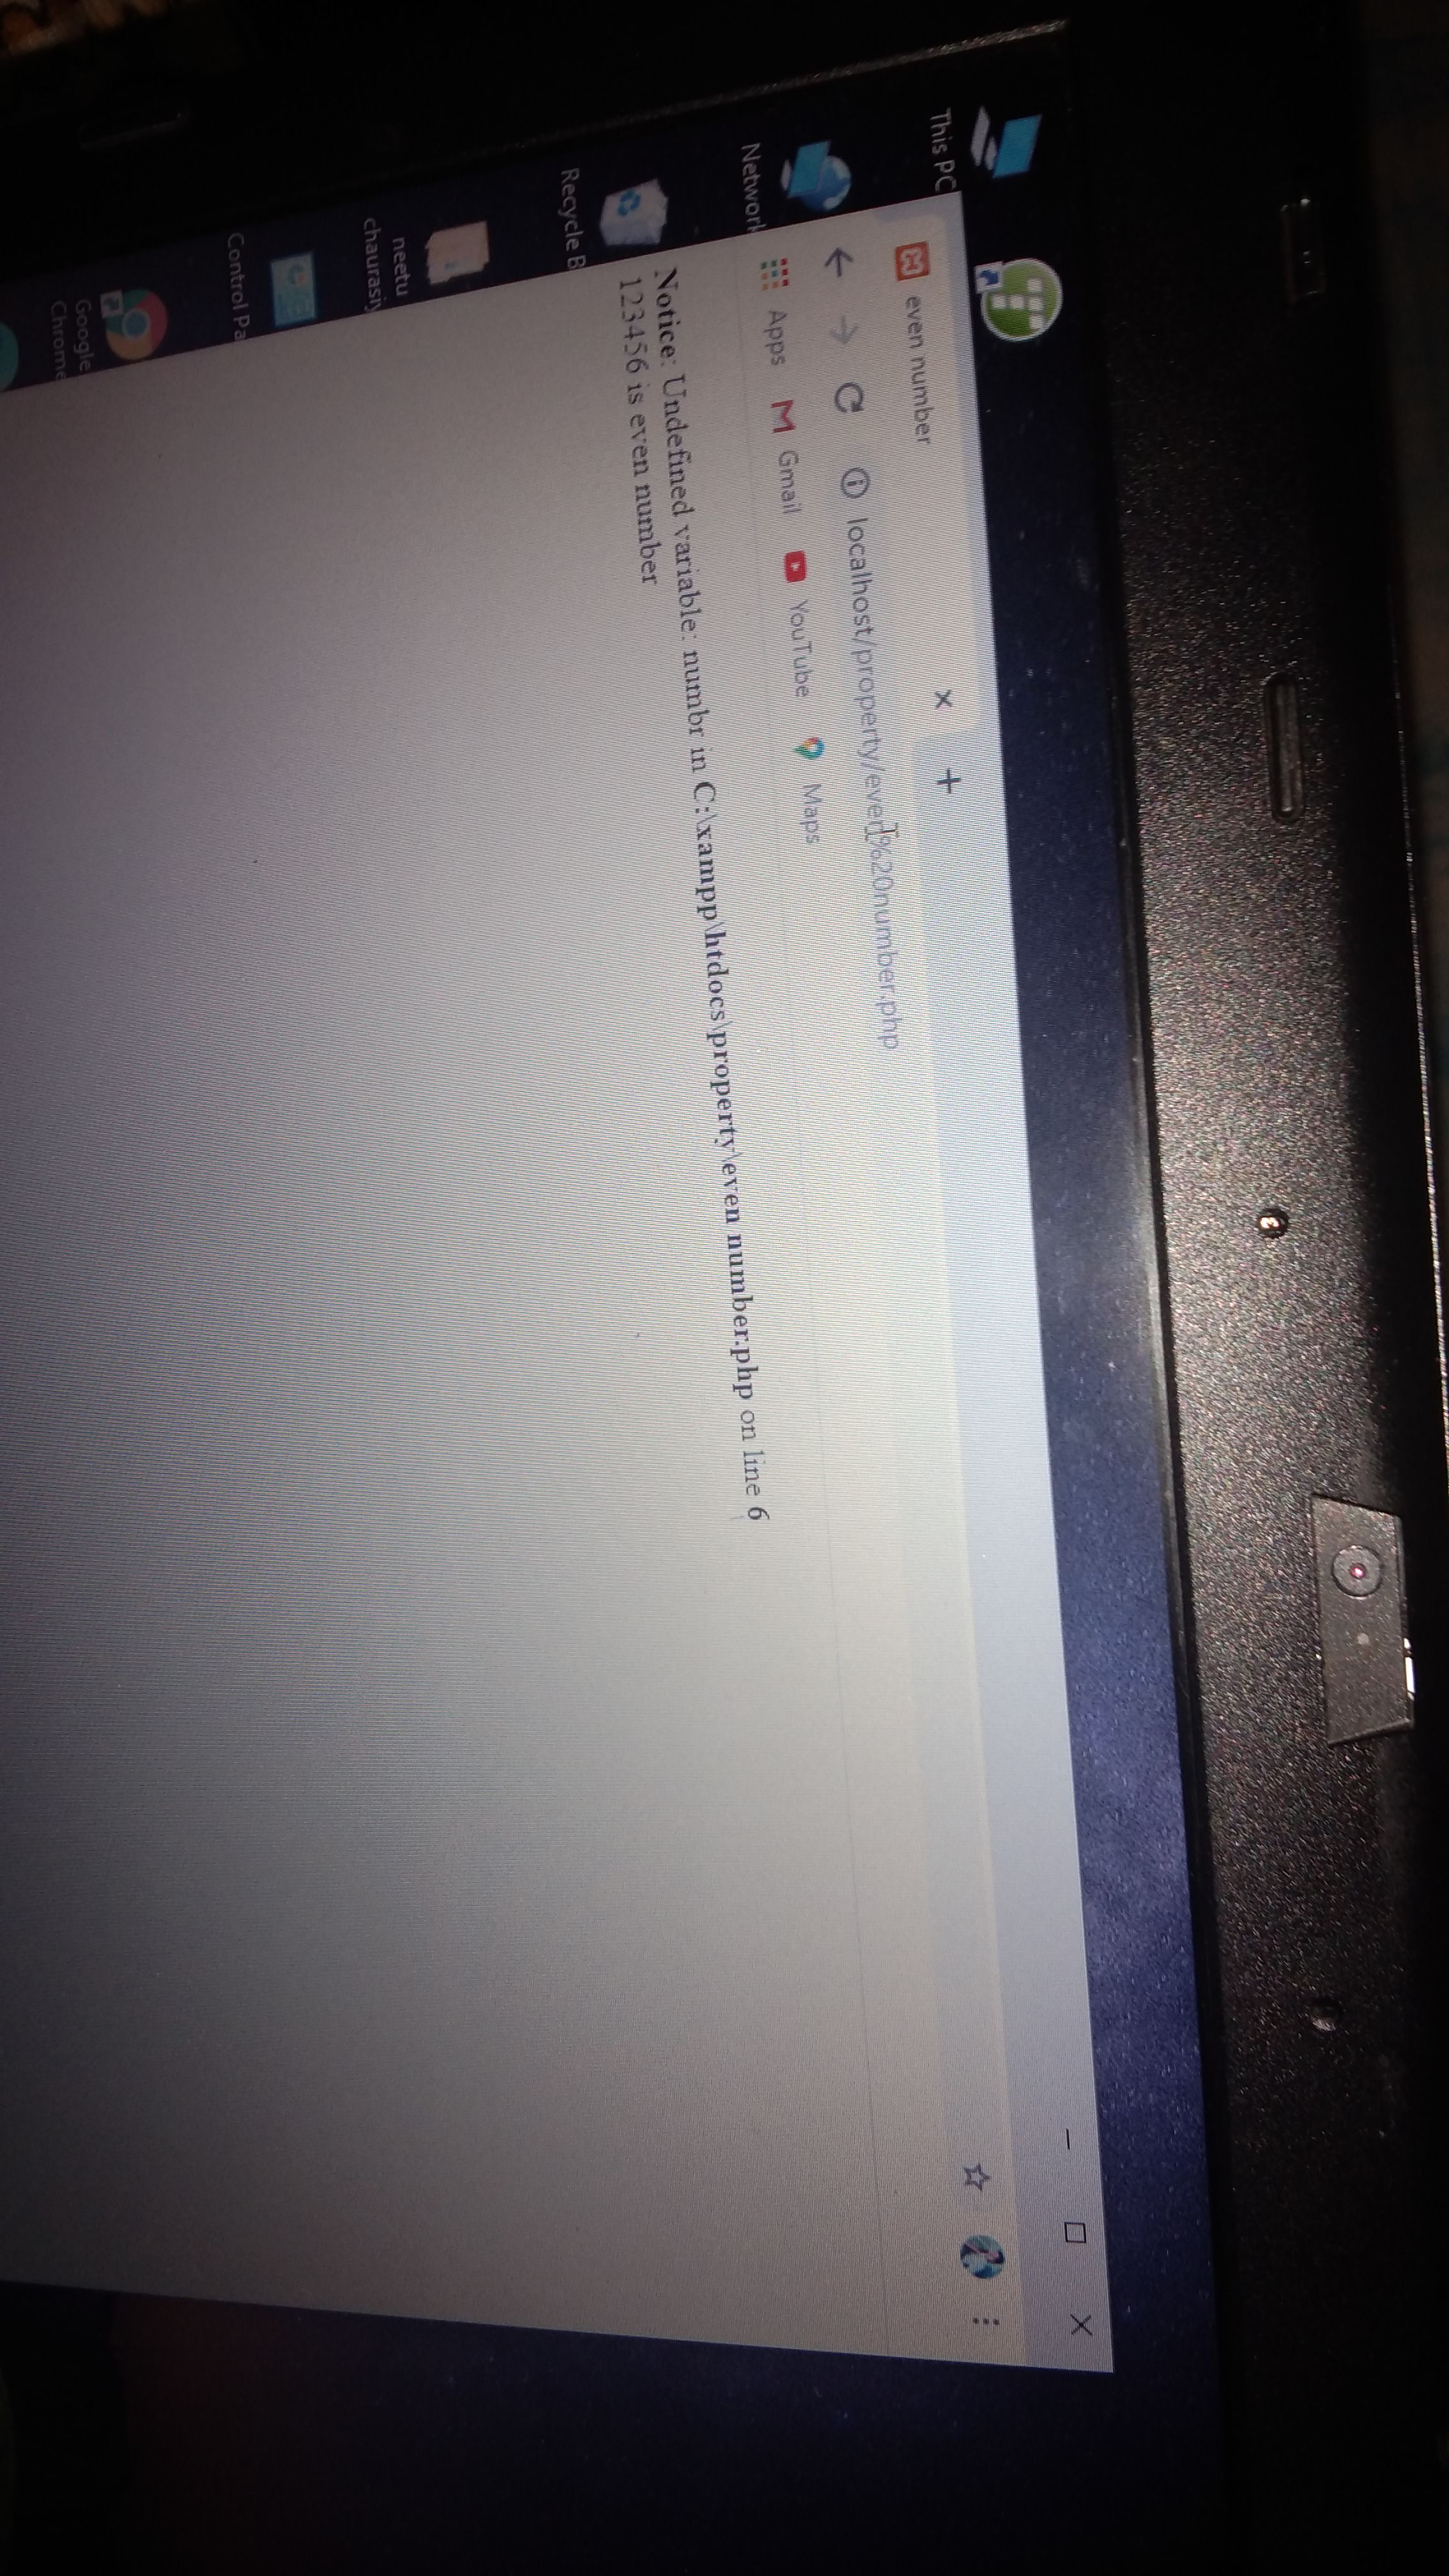 This PC
even number
localhost/property/even%20number.php
Apps
Gmail
YouTube
Maps
Network
Notice: Undefined variable: numbr in C:\xampp\htdocs\property\even number.php on line 6
123456 is even number
Recycle B
neetu
chaurasiy
Control Pa
Google
Chrome